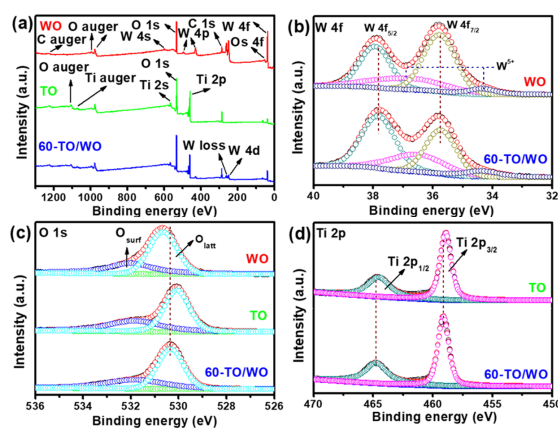 (a)
O auger
WO
C auger
W 4s
O 1s
W 4p
C 1s
W 4f
Os 4f
O auger
Ti auger
O 1s
Ti 2s
Ti 2p
TO
60-TO/WO
W loss
W 4d
Intensity (a.u.)
1200 900 600 300 0
Binding energy (eV)
(b)
W 4f
W 4f5/2
W 4f7/2
W5+
WO
60-TO/WO
Intensity (a.u.)
40 38 36 34 32
Binding energy (eV)
(c)
O 1s
Osurf
Olatt
WO
TO
60-TO/WO
Intensity (a.u.)
536 534 532 530 528 526
Binding energy (eV)
(d)
Ti 2p
Ti 2p1/2
Ti 2p3/2
TO
60-TO/WO
Intensity (a.u.)
470 465 460 455 450
Binding energy (eV)